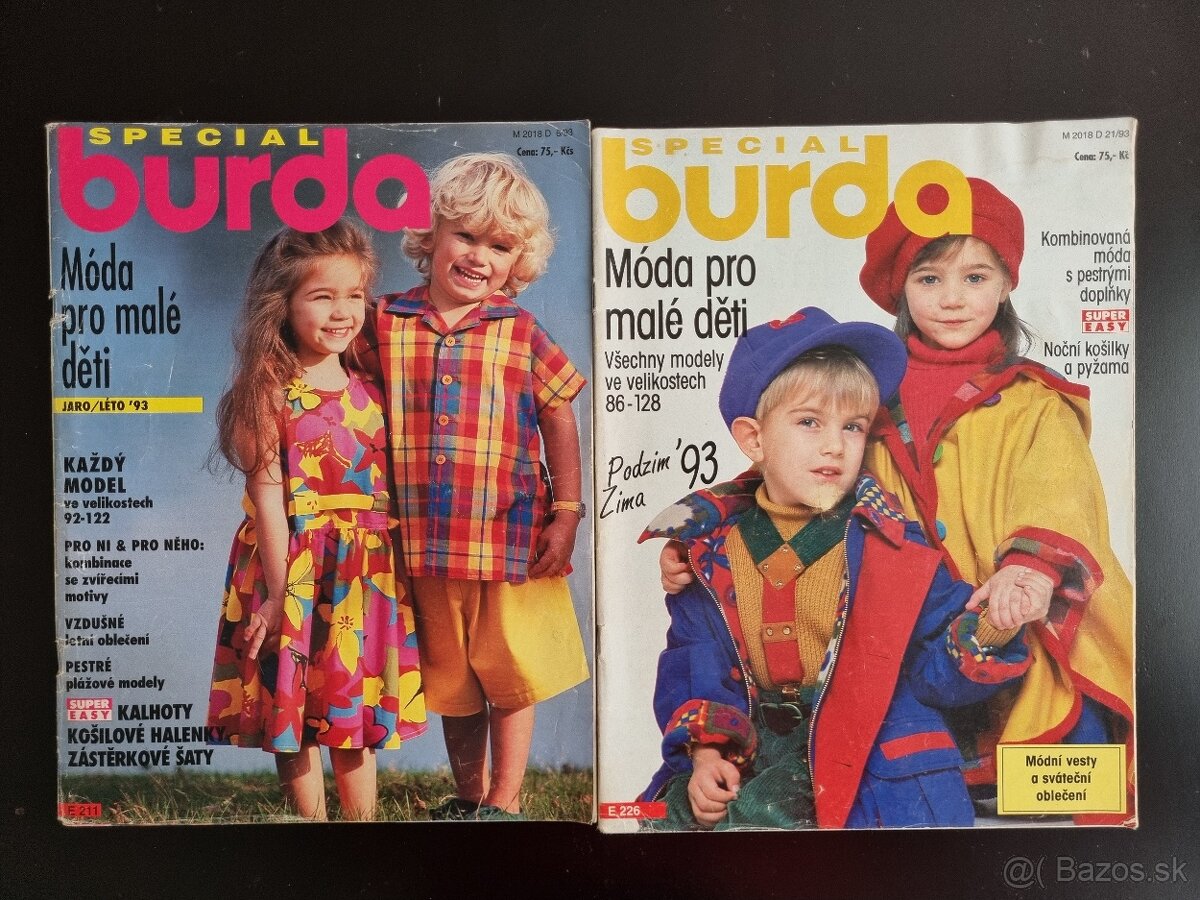 SPECIAL
burda
M 2018 D 6/93
Cena: 75,- Kčs
Móda
pro malé
děti
JARO/LÉTO '93
KAŽDÝ
MODEL
ve velikostech
92-122
PRO NI & PRO NĚHO:
kombinace
se zvířecími
motivy
VZDUŠNÉ
letní oblečení
PESTRÉ
plážové modely
SUPER
EASY
KALHOTY
KOŠILOVÉ HALENKY
ZÁSTĚRKOVÉ ŠATY
E 211
SPECIAL
burda
M 2018 D 21/93
Cena: 75,- Kč
Móda pro
malé děti
Všechny modely
ve velikostech
86-128
Podzim '93
Zima
Kombinovaná
móda
s pestrými
doplňky
SUPER
EASY
Noční košilky
a pyžama
Módní vesty
a sváteční
oblečení
E 226
@( Bazos.sk